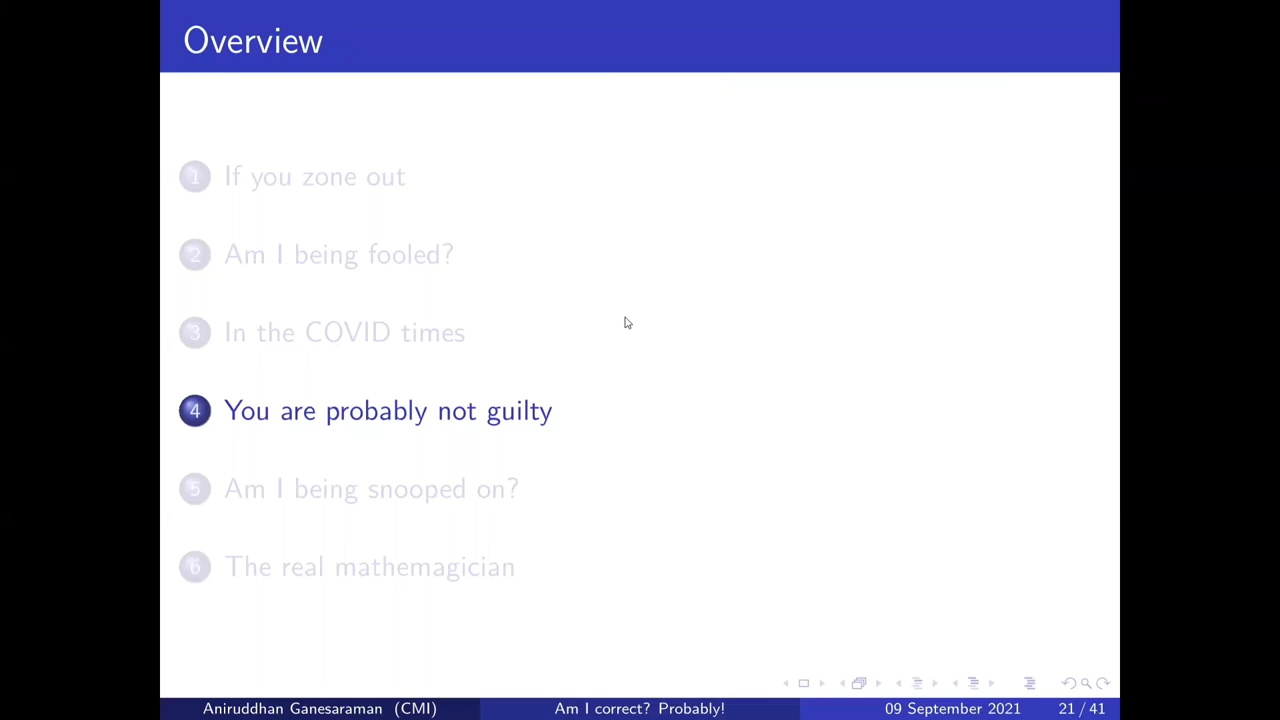 Overview
1 If you zone out
2 Am I being fooled?
3 In the COVID times
4 You are probably not guilty
5 Am I being snooped on?
6 The real mathemagician
Aniruddhan Ganesaraman (CMI) Am I correct? Probably! 09 September 2021 21 / 41